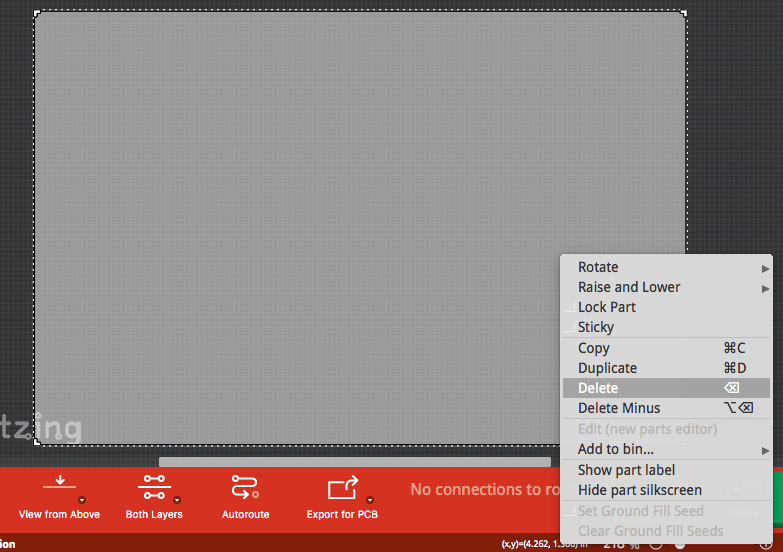 Rotate
Raise and Lower
Lock Part
Sticky
Copy ⌘C
Duplicate ⌘D
Delete ⌫
Delete Minus ⌥⌫
tzing
Edit (new parts editor)
Add to bin...
Show part label
Hide part silkscreen
Set Ground Fill Seed
Clear Ground Fill Seeds
No connections to ro
View from Above
Both Layers
Autoroute
Export for PCB
ion
(x,y)=(4.262, 1.
in
218 %